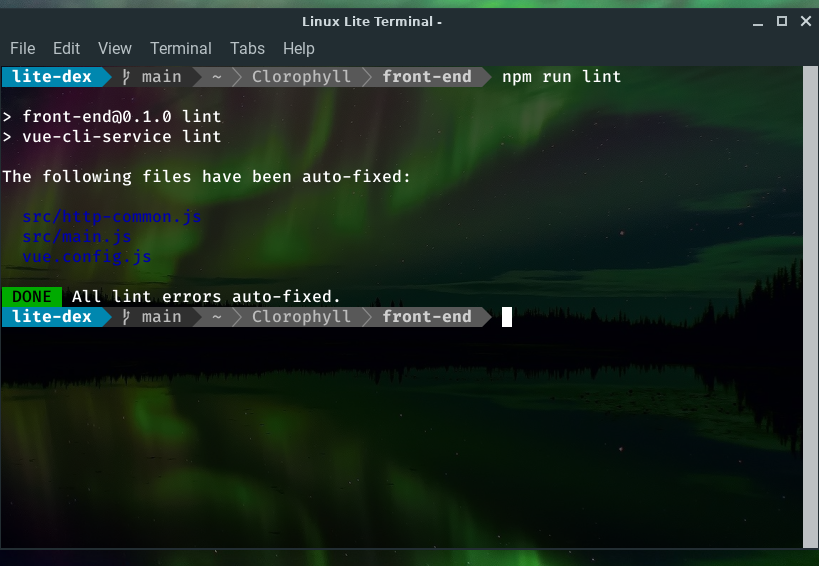 Linux Lite Terminal -
File Edit View Terminal Tabs Help
lite-dex main ~ Clorophyll front-end npm run lint
> front-end@0.1.0 lint
> vue-cli-service lint
The following files have been auto-fixed:
src/http-common.js
src/main.js
vue.config.js
DONE All lint errors auto-fixed.
lite-dex main ~ Clorophyll front-end